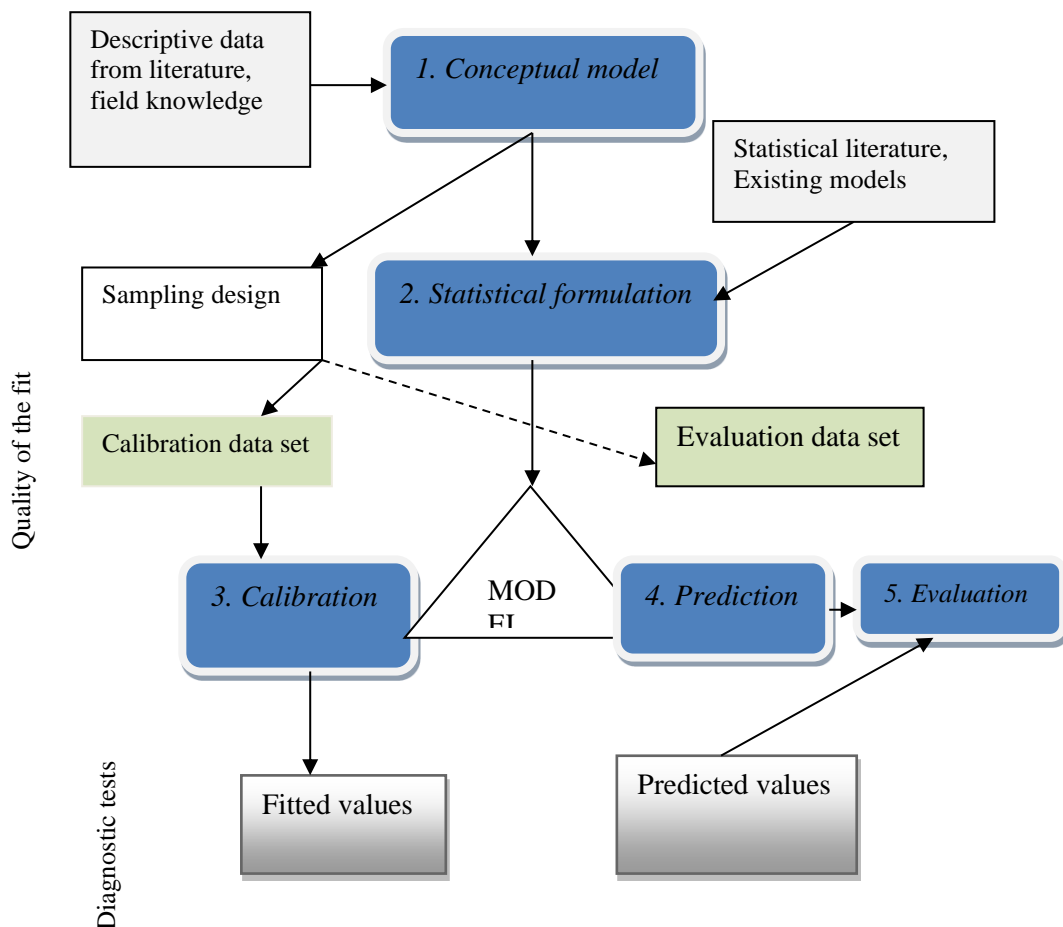 Descriptive data
from literature,
field knowledge
1. Conceptual model
Statistical literature,
Existing models
Sampling design
2. Statistical formulation
Quality of the fit
Calibration data set
Evaluation data set
3. Calibration
MOD
4. Prediction
5. Evaluation
Diagnostic tests
Fitted values
Predicted values